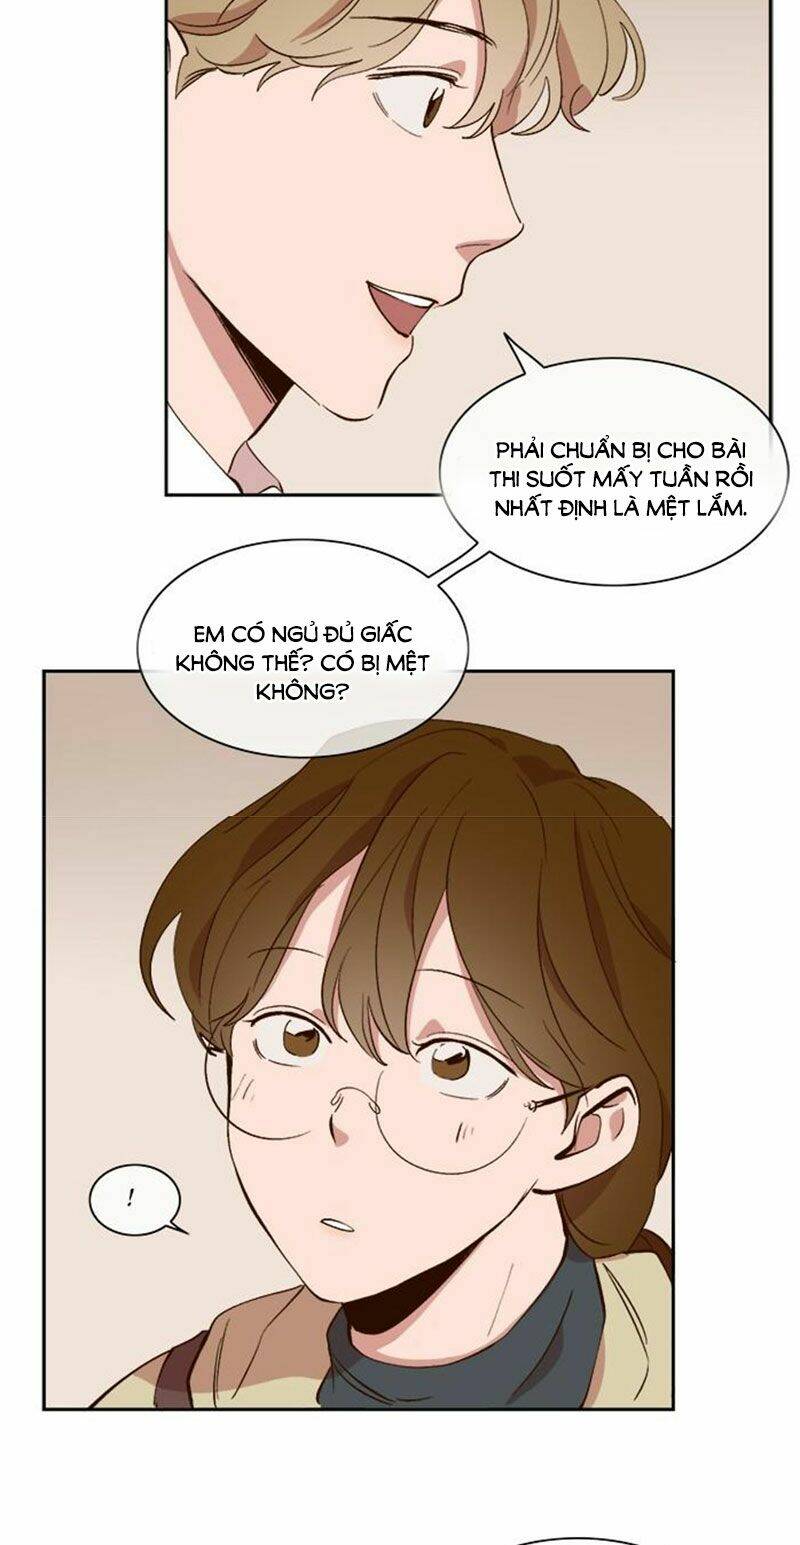 PHẢI CHUẨN BỊ CHO BÀI
THI SUỐT MẤY TUẦN RỒI
NHẤT ĐỊNH LÀ MỆT LẮM.
EM CÓ NGỦ ĐỦ GIẤC
KHÔNG THẾ? CÓ BỊ MỆT
KHÔNG?
!